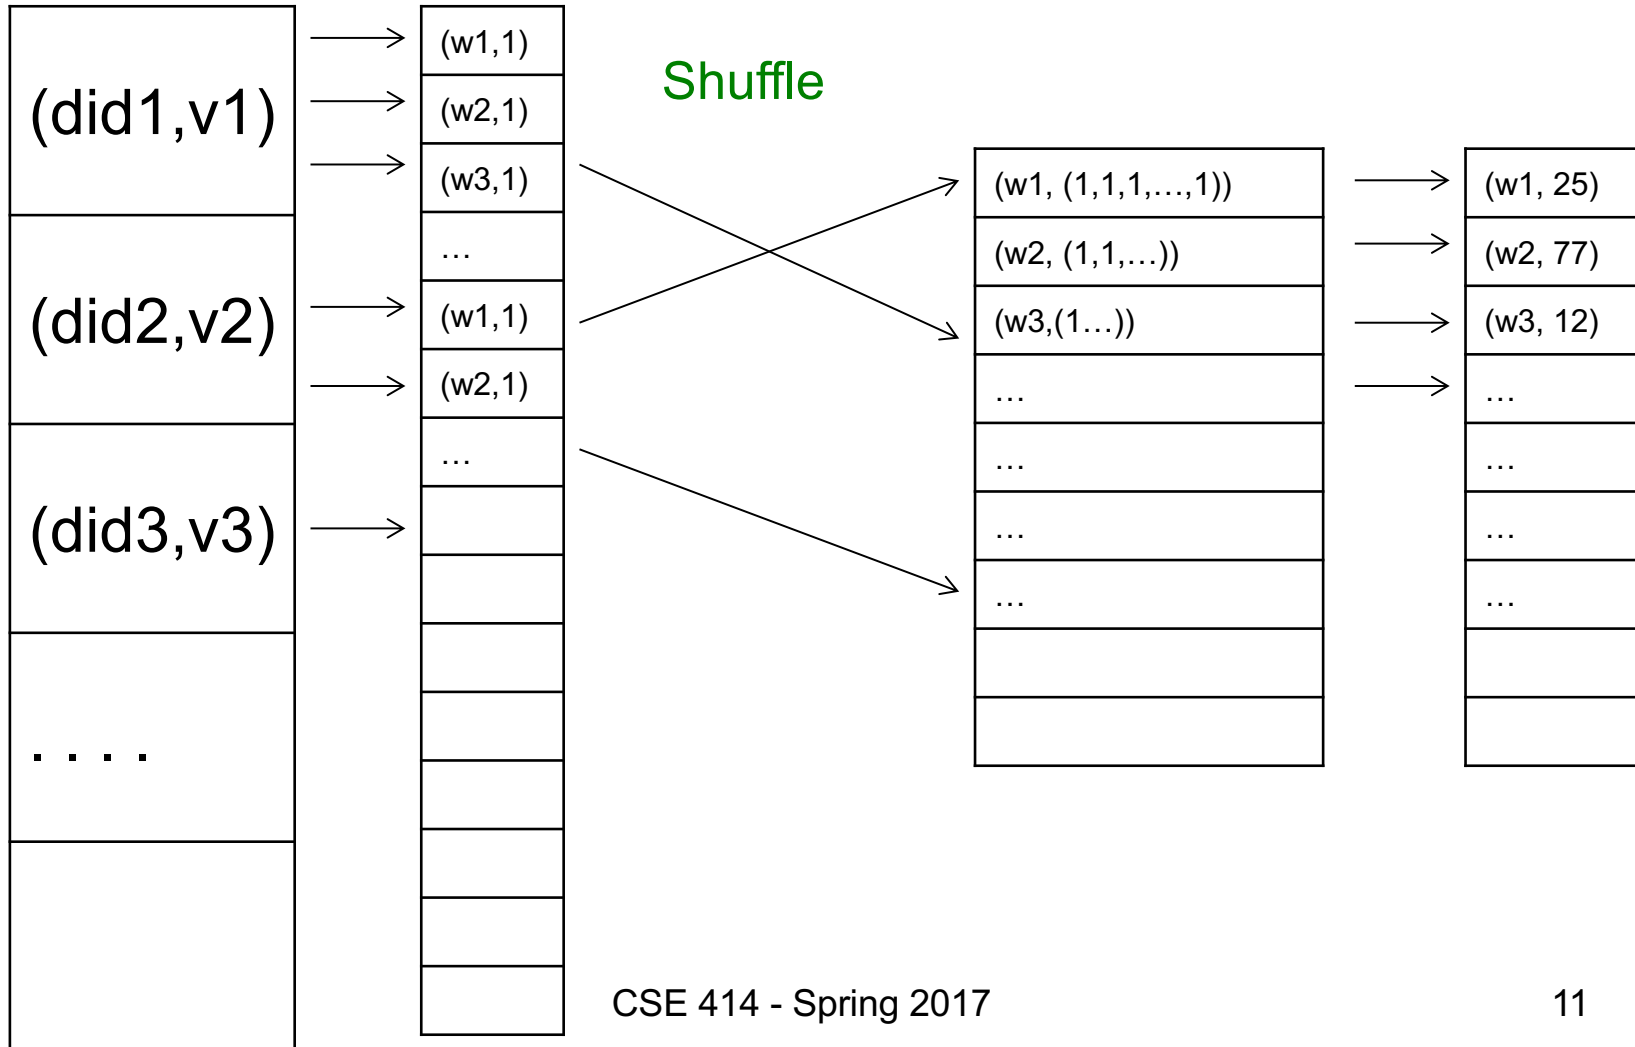 (did1,v1)
(did2,v2)
(did3,v3)
. . . .
(w1,1)
(w2,1)
(w3,1)
…
(w1,1)
(w2,1)
…
Shuffle
(w1, (1,1,1,…,1))
(w2, (1,1,…))
(w3,(1…))
…
…
…
…
(w1, 25)
(w2, 77)
(w3, 12)
…
…
…
…
CSE 414 - Spring 2017
11